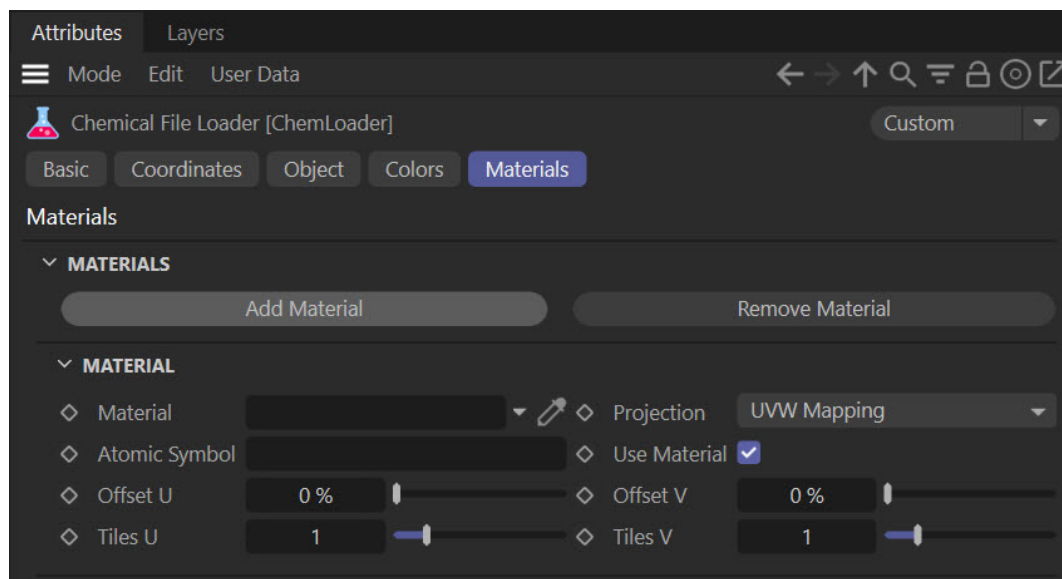 Attributes Layers
Mode Edit User Data
Chemical File Loader [ChemLoader] Custom
Basic Coordinates Object Colors Materials
Materials
MATERIALS
Add Material Remove Material
MATERIAL
Material Projection UVW Mapping
Atomic Symbol Use Material
Offset U 0 % Offset V 0 %
Tiles U 1 Tiles V 1